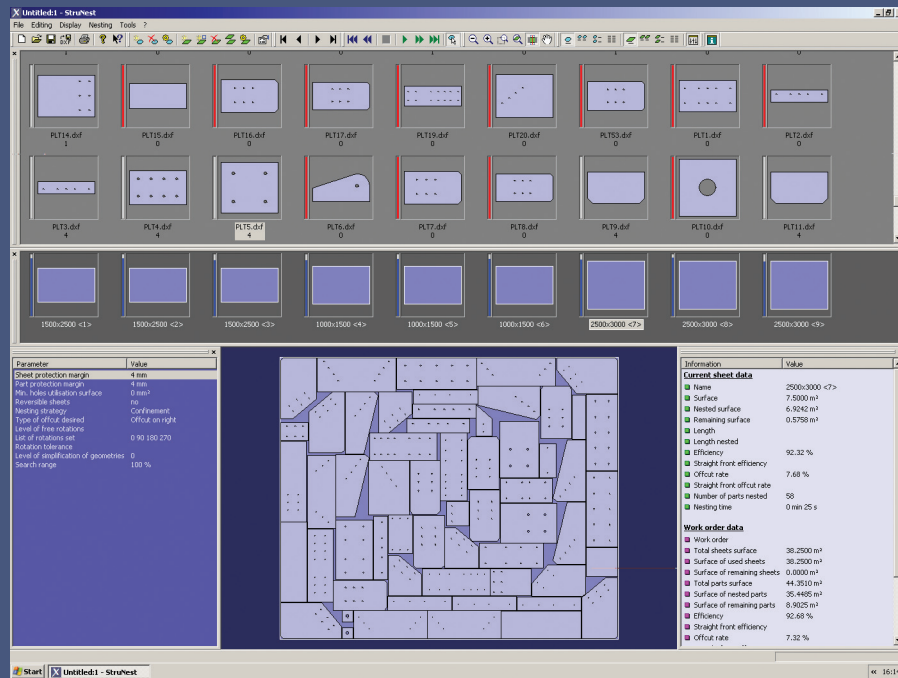 Untitled:1 - StruNest
File Editing Display Nesting Tools ?
1 0 0 0 1 0 0 0 0
PLT14.dxf PLT15.dxf PLT16.dxf PLT17.dxf PLT19.dxf PLT20.dxf PLT53.dxf PLT1.dxf PLT2.dxf
1 0 0 0 0 0 0 0 0
PLT3.dxf PLT4.dxf PLT5.dxf PLT6.dxf PLT7.dxf PLT8.dxf PLT9.dxf PLT10.dxf PLT11.dxf
4 4 4 0 0 0 4 0 4
1500x2500 <1> 1500x2500 <2> 1500x2500 <3> 1000x1500 <4> 1000x1500 <5> 1000x1500 <6> 2500x3000 <7> 2500x3000 <8> 2500x3000 <9>
Parameter Value
Sheet protection margin 4 mm
Part protection margin 4 mm
Min. holes utilisation surface 0 mm²
Reversible sheets no
Nesting strategy Confinement
Type of offcut desired Offcut on right
Level of free rotations
List of rotations set 0 90 180 270
Rotation tolerance
Level of simplification of geometries 0
Search range 100 %
Information Value
Current sheet data
Name 2500x3000 <7>
Surface 7.5000 m²
Nested surface 6.9242 m²
Remaining surface 0.5758 m²
Length
Length nested
Efficiency 92.32 %
Straight front efficiency
Offcut rate 7.68 %
Straight front offcut rate
Number of parts nested 58
Nesting time 0 min 25 s
Work order data
Work order
Total sheets surface 38.2500 m²
Surface of used sheets 38.2500 m²
Surface of remaining sheets 0.0000 m²
Total parts surface 44.3510 m²
Surface of nested parts 35.4485 m²
Surface of remaining parts 8.9025 m²
Efficiency 92.68 %
Straight front efficiency
Offcut rate 7.32 %
Start Untitled:1 - StruNest